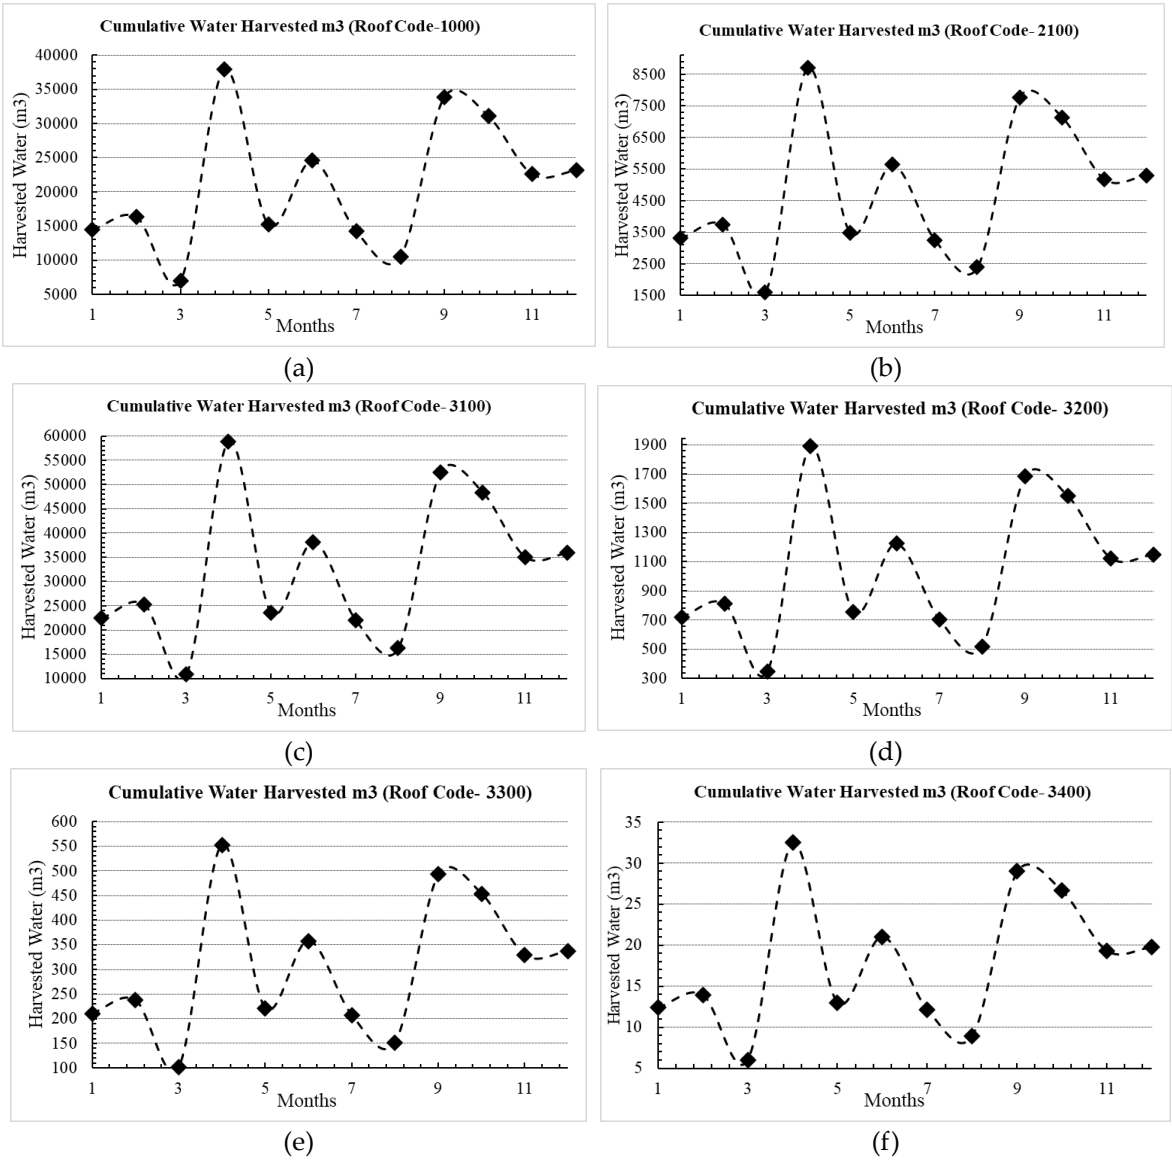 Cumulative Water Harvested m3 (Roof Code-1000)
Harvested Water (m3)
40000
35000
30000
25000
20000
15000
10000
5000
1 3 5 7 9 11
Months
(a)
Cumulative Water Harvested m3 (Roof Code- 2100)
Harvested Water (m3)
8500
7500
6500
5500
4500
3500
2500
1500
1 3 5 7 9 11
Months
(b)
Cumulative Water Harvested m3 (Roof Code- 3100)
Harvested Water (m3)
60000
55000
50000
45000
40000
35000
30000
25000
20000
15000
10000
1 3 5 7 9 11
Months
(c)
Cumulative Water Harvested m3 (Roof Code- 3200)
Harvested Water (m3)
1900
1700
1500
1300
1100
900
700
500
300
1 3 5 7 9 11
Months
(d)
Cumulative Water Harvested m3 (Roof Code- 3300)
Harvested Water (m3)
600
550
500
450
400
350
300
250
200
150
100
1 3 5 7 9 11
Months
(e)
Cumulative Water Harvested m3 (Roof Code- 3400)
Harvested Water (m3)
35
30
25
20
15
10
5
1 3 5 7 9 11
Months
(f)